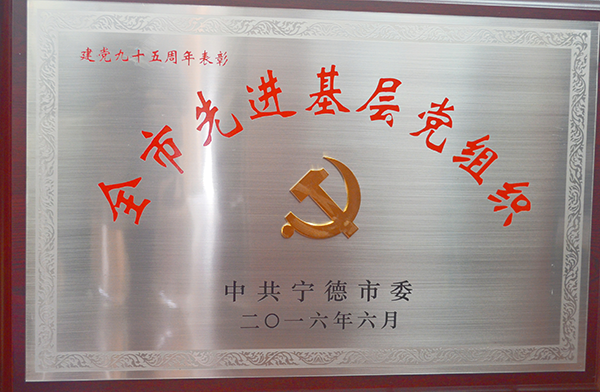 建党九十五周年表彰
全市先进基层党组织
中共宁德市委
二〇一六年六月